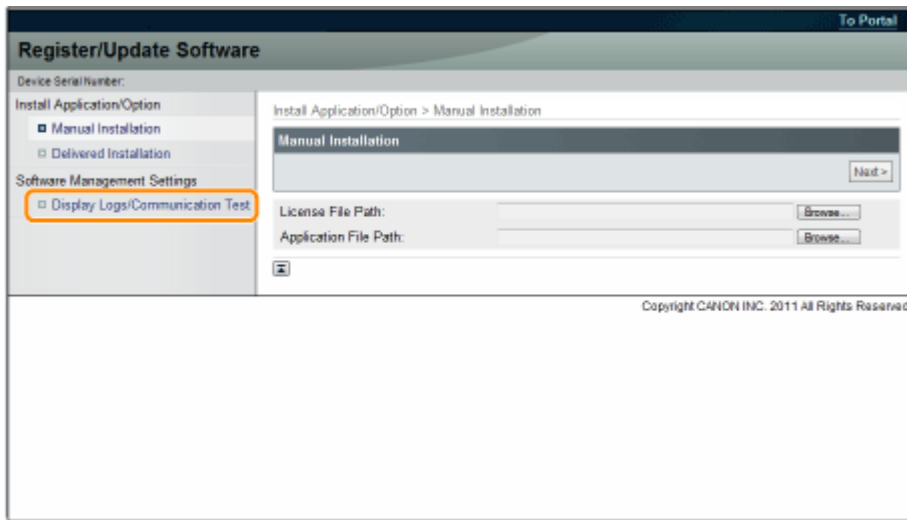 To Portal
Register/Update Software
Device Serial Number:
Install Application/Option
Manual Installation
Delivered Installation
Software Management Settings
Display Logs/Communication Test
Install Application/Option > Manual Installation
Manual Installation
Next >
License File Path:
Browse...
Application File Path:
Browse...
Copyright CANON INC. 2011 All Rights Reserved